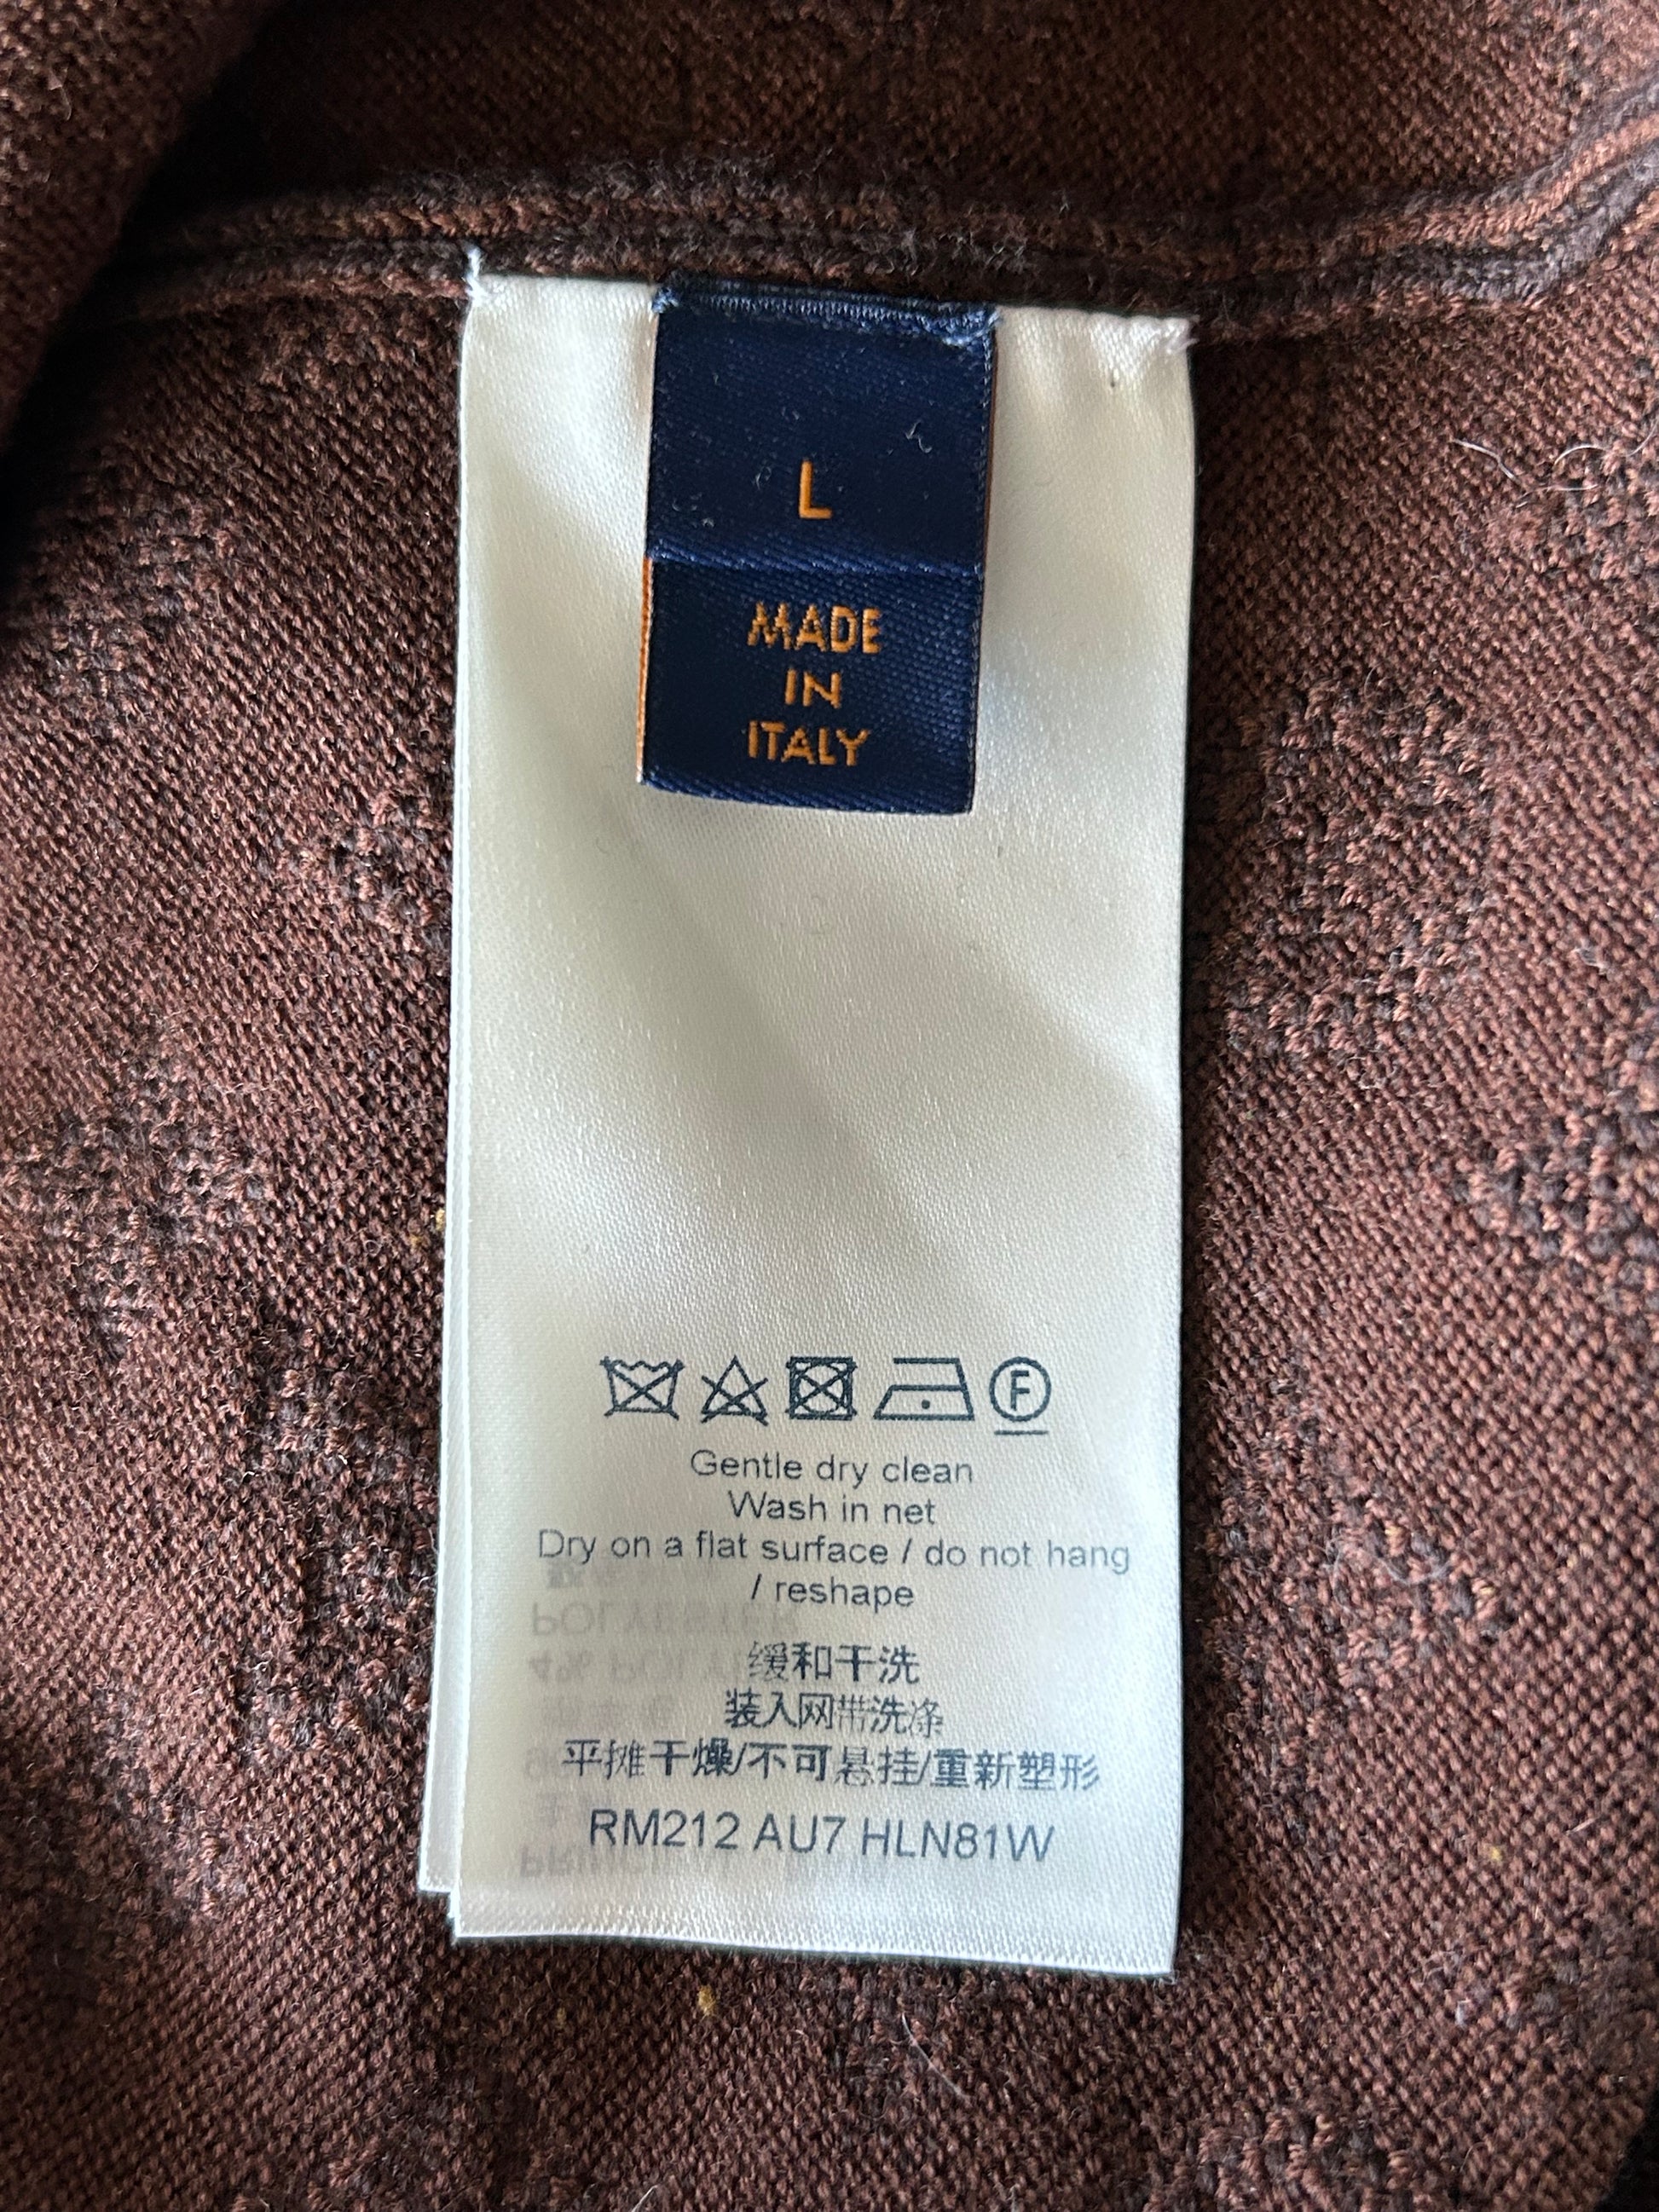 L
MADE
IN
ITALY
F
Gentle dry clean
Wash in net
Dry on a flat surface / do not hang
/ reshape
缓和干洗
装入网带洗涤
平摊干燥/不可悬挂/重新塑形
RM212 AU7 HLN81W